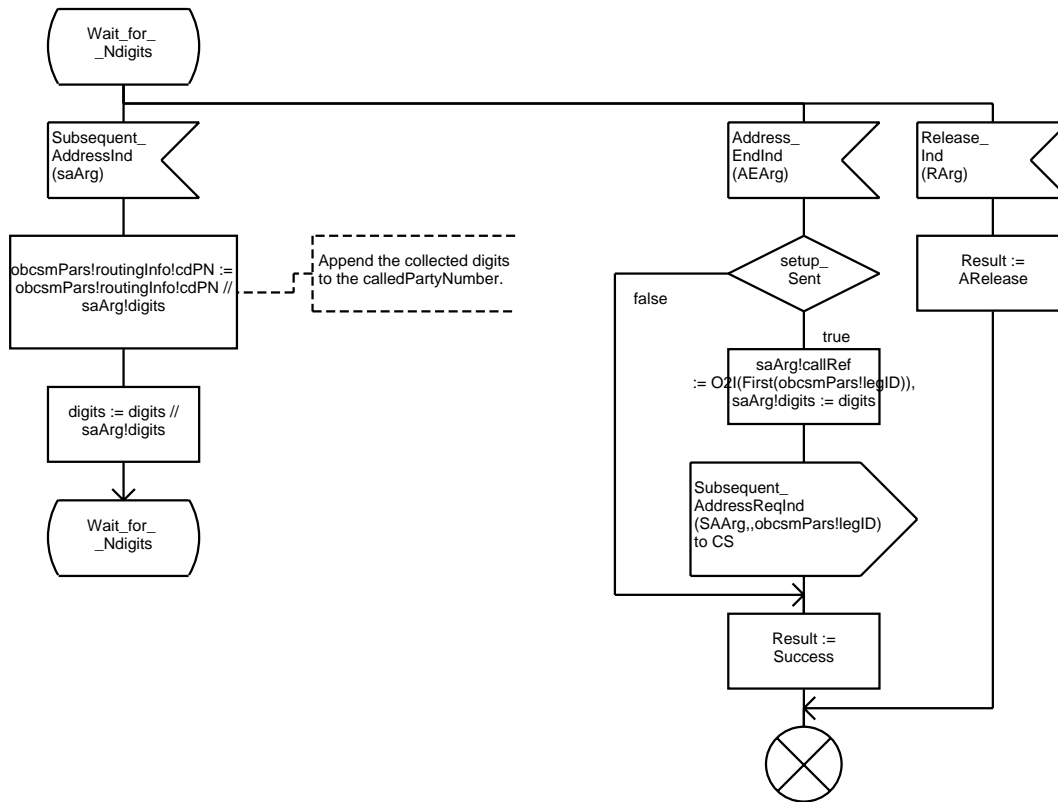 Wait_for_
_Ndigits
Subsequent_
AddressInd
(saArg)
obcsmPars!routingInfo!cdPN :=
obcsmPars!routingInfo!cdPN //
saArg!digits
Append the collected digits
to the calledPartyNumber.
digits := digits //
saArg!digits
Wait_for_
_Ndigits
Address_
EndInd
(AEArg)
setup_
Sent
false
true
saArg!callRef
:= O2I(First(obcsmPars!legID)),
saArg!digits := digits
Subsequent_
AddressReqInd
(SAArg,,obcsmPars!legID)
to CS
Result :=
Success
Release_
Ind
(RArg)
Result :=
ARelease